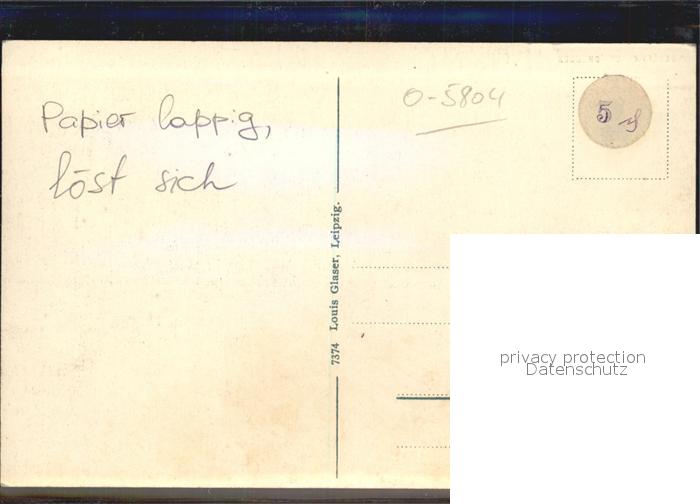 Papier lappig,
löst sich
O-5804
5
7374 Louis Glaser, Leipzig.
privacy protection
Datenschutz